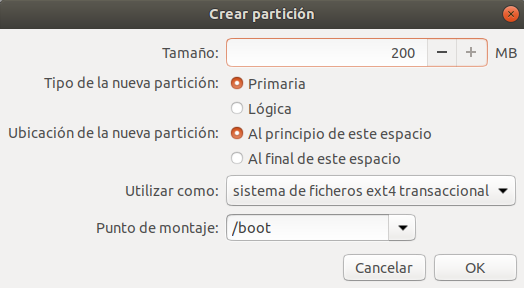 Crear partición
Tamaño: 200 − + MB
Tipo de la nueva partición: Primaria
Lógica
Ubicación de la nueva partición: Al principio de este espacio
Al final de este espacio
Utilizar como: sistema de ficheros ext4 transaccional
Punto de montaje: /boot
Cancelar OK